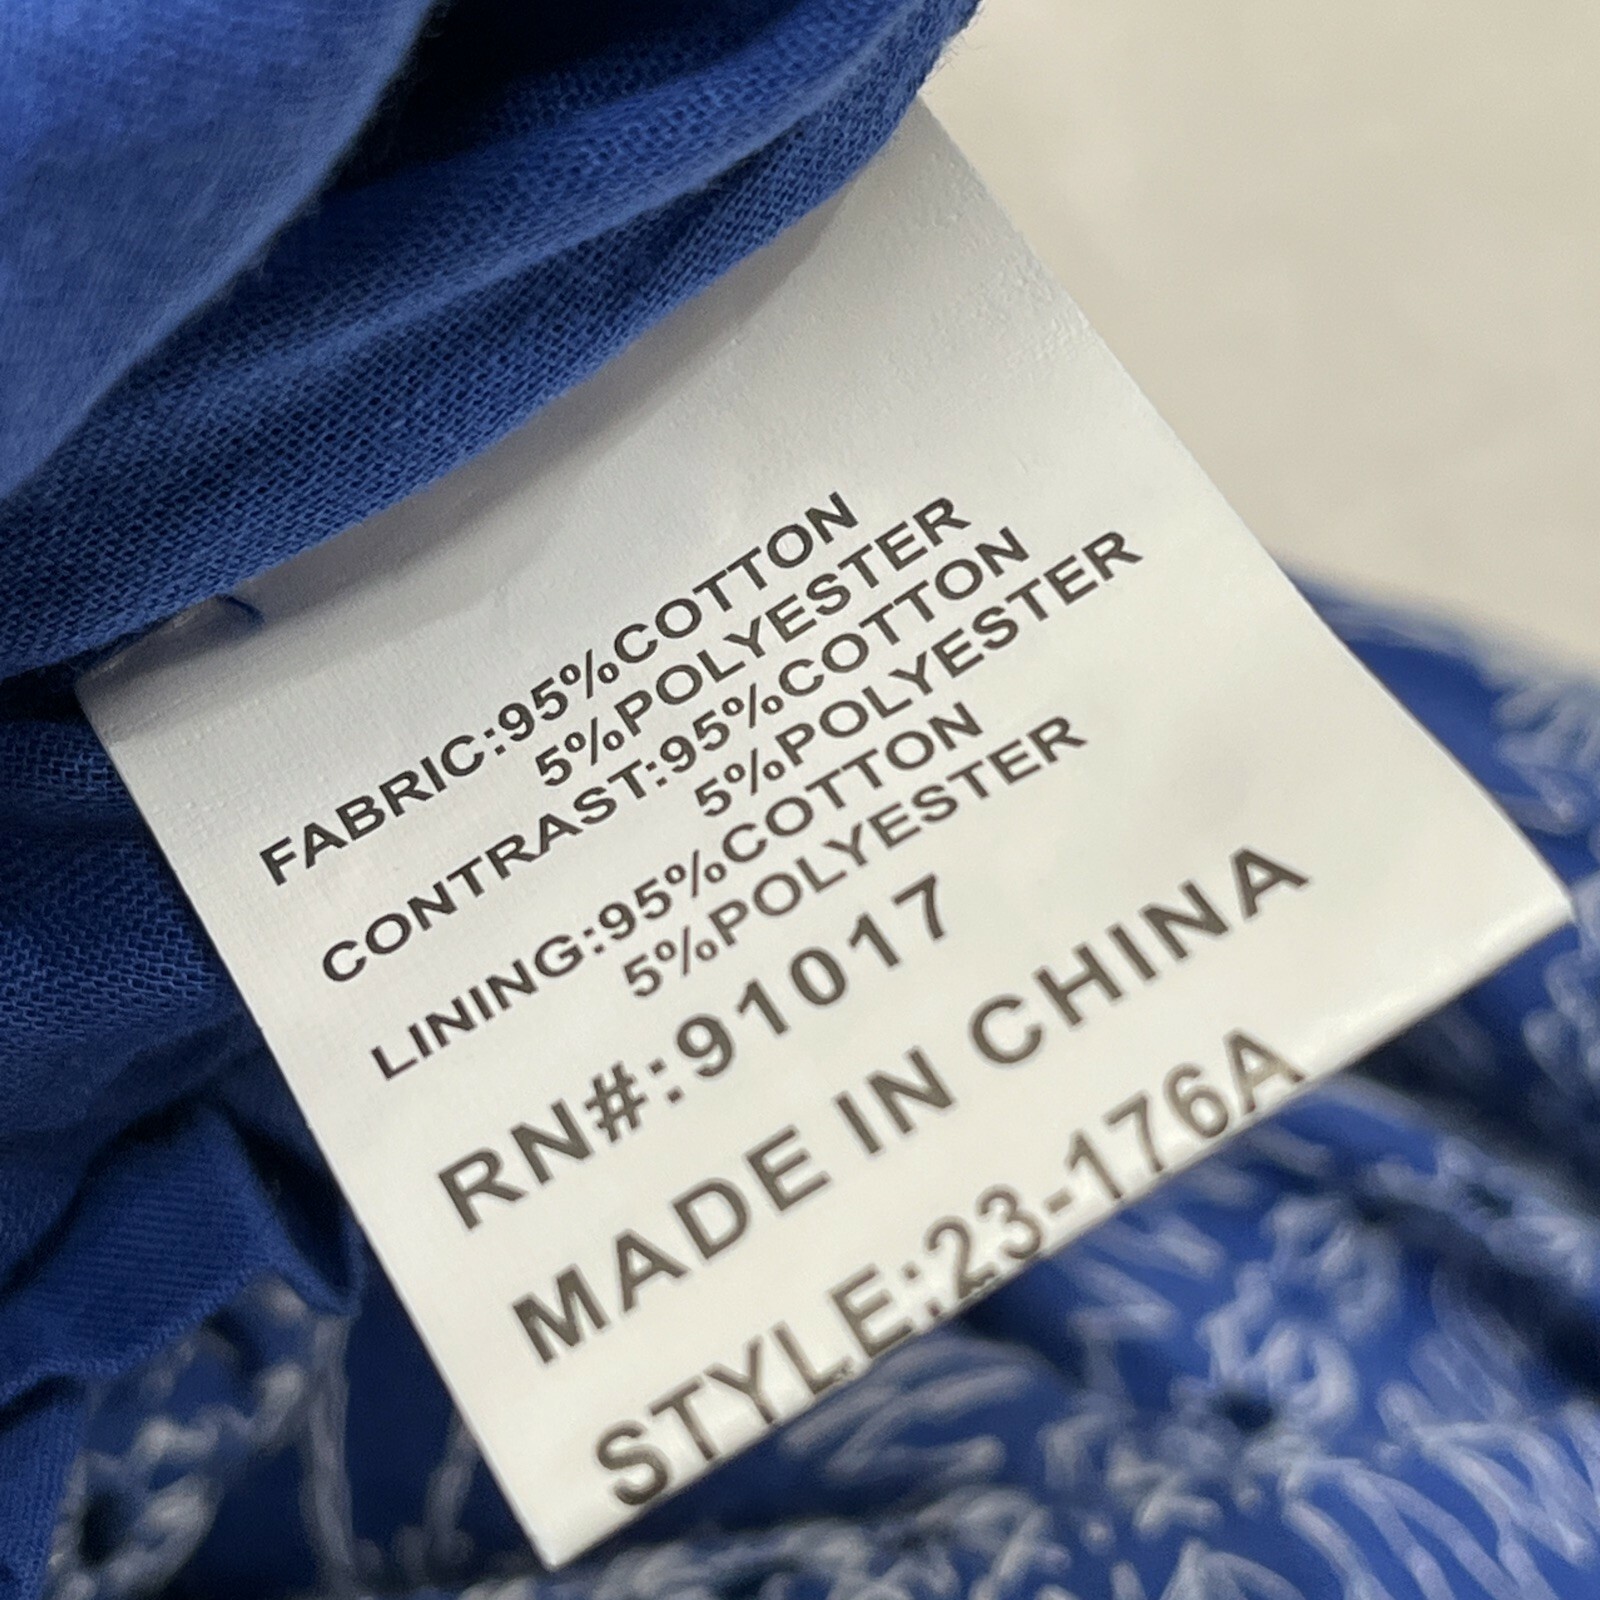 FABRIC:95%COTTON
5%POLYESTER
CONTRAST:95%COTTON
5%POLYESTER
LINING:95%COTTON
5%POLYESTER
RN#:91017
MADE IN CHINA
STYLE:23-176A